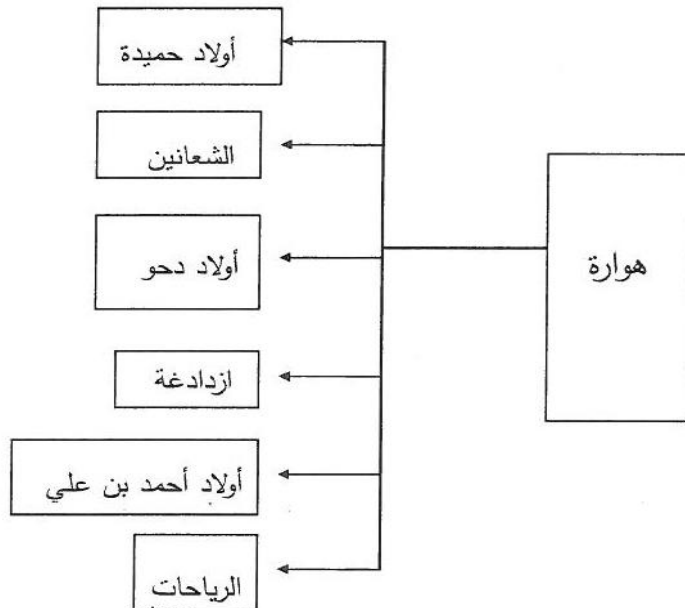 هوارة
أولاد حميدة
الشعانين
أولاد دحو
ازدادغة
أولاد أحمد بن علي
الرياحات